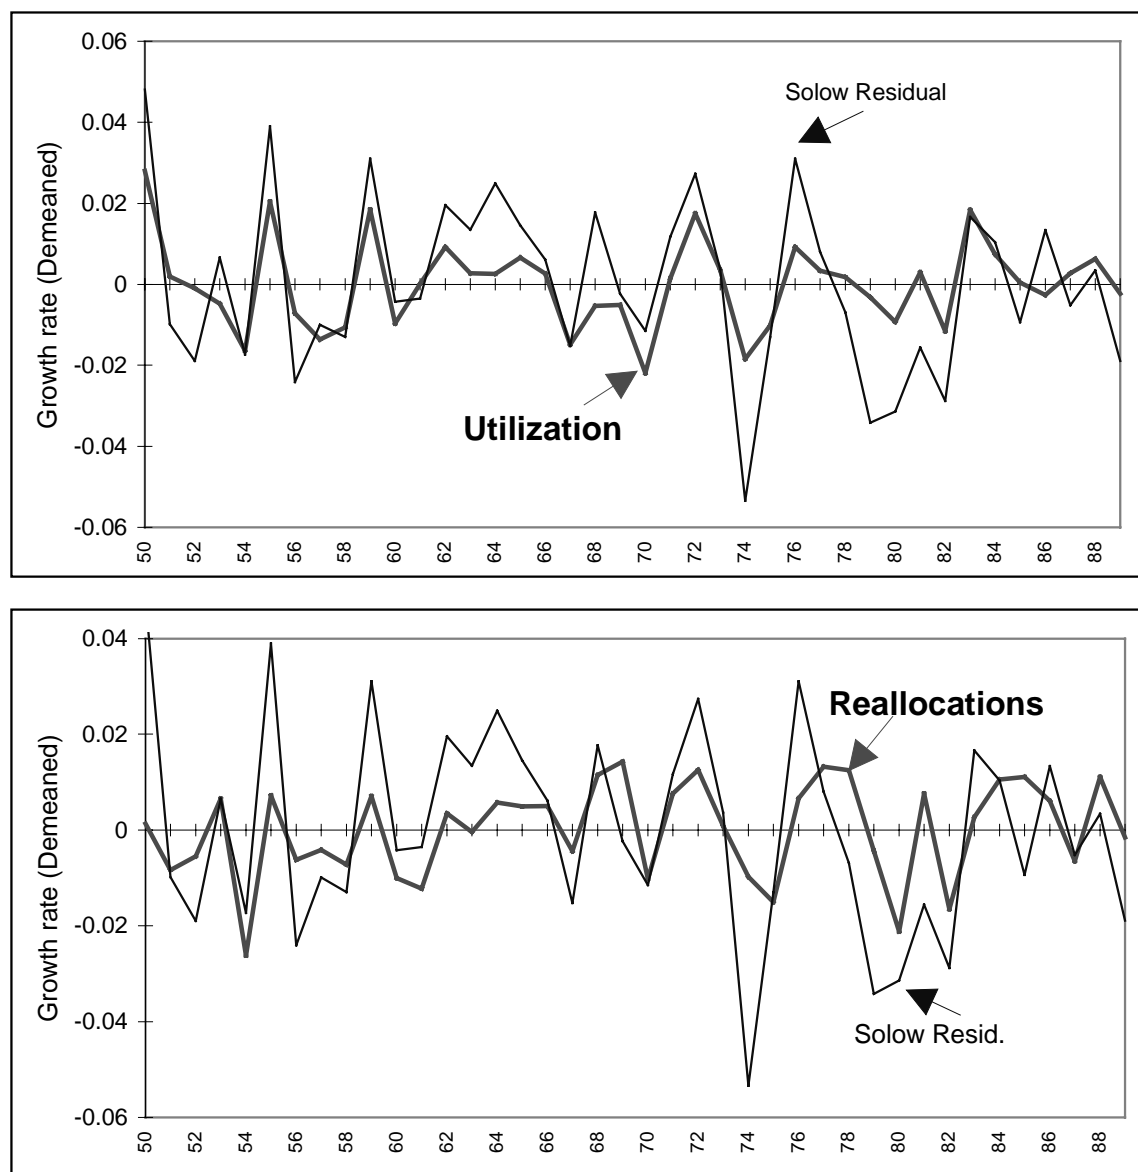 0.06
Solow Residual
0.04
0.02
0
-0.02
Utilization
-0.04
-0.06
Growth rate (Demeaned)
50 52 54 56 58 60 62 64 66 68 70 72 74 76 78 80 82 84 86 88
0.04
Reallocations
0.02
0
-0.02
Solow Resid.
-0.04
-0.06
Growth rate (Demeaned)
50 52 54 56 58 60 62 64 66 68 70 72 74 76 78 80 82 84 86 88